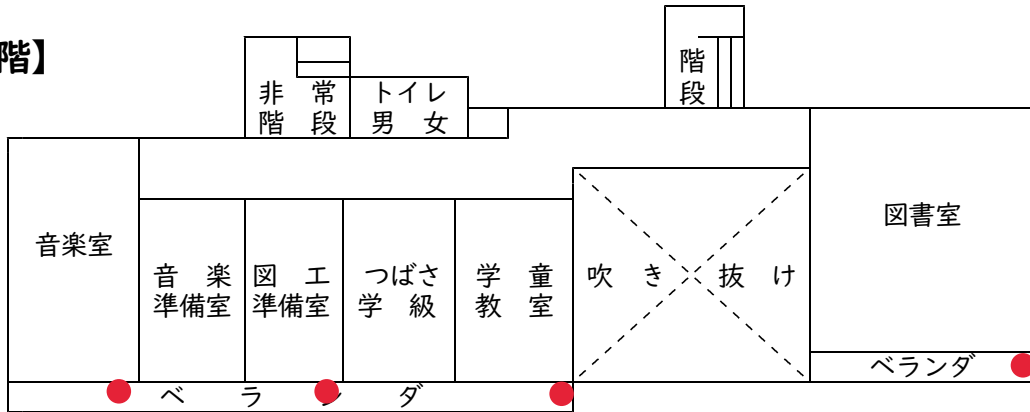 階】
階
段
非 常
階 段
トイレ
男 女
音楽室
音 楽
準備室
図 工
準備室
つばさ
学 級
学 童
教 室
吹 き 抜 け
図書室
ベランダ
ベランダ